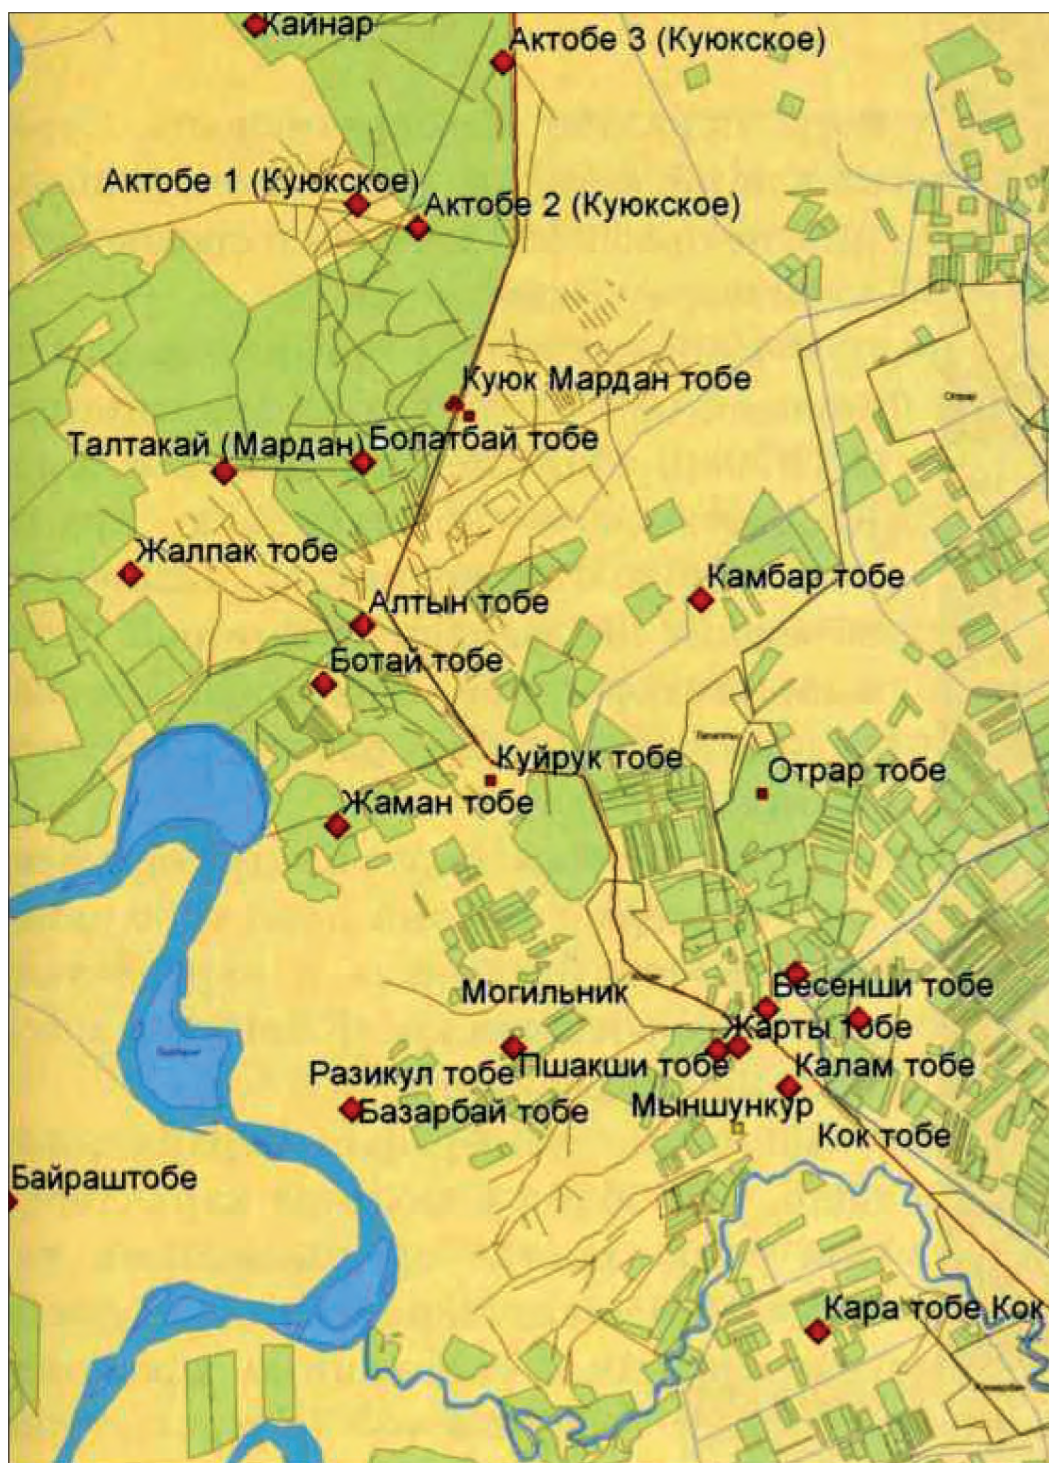 Кайнар
Актобе 3 (Куюкское)
Актобе 1 (Куюкское)
Актобе 2 (Куюкское)
Куюк Мардан тобе
Отрар
Талтакай (Мардан)
Болатбай тобе
Жалпак тобе
Камбар тобе
Алтын тобе
Ботай тобе
Куйрук тобе
Отрар тобе
Жаман тобе
Могильник
Бесенши тобе
Жарты тобе
Разикул тобе
Пшакши тобе
Калам тобе
Базарбай тобе
Мыншункур
Кок тобе
Байраштобе
Кара тобе Кок